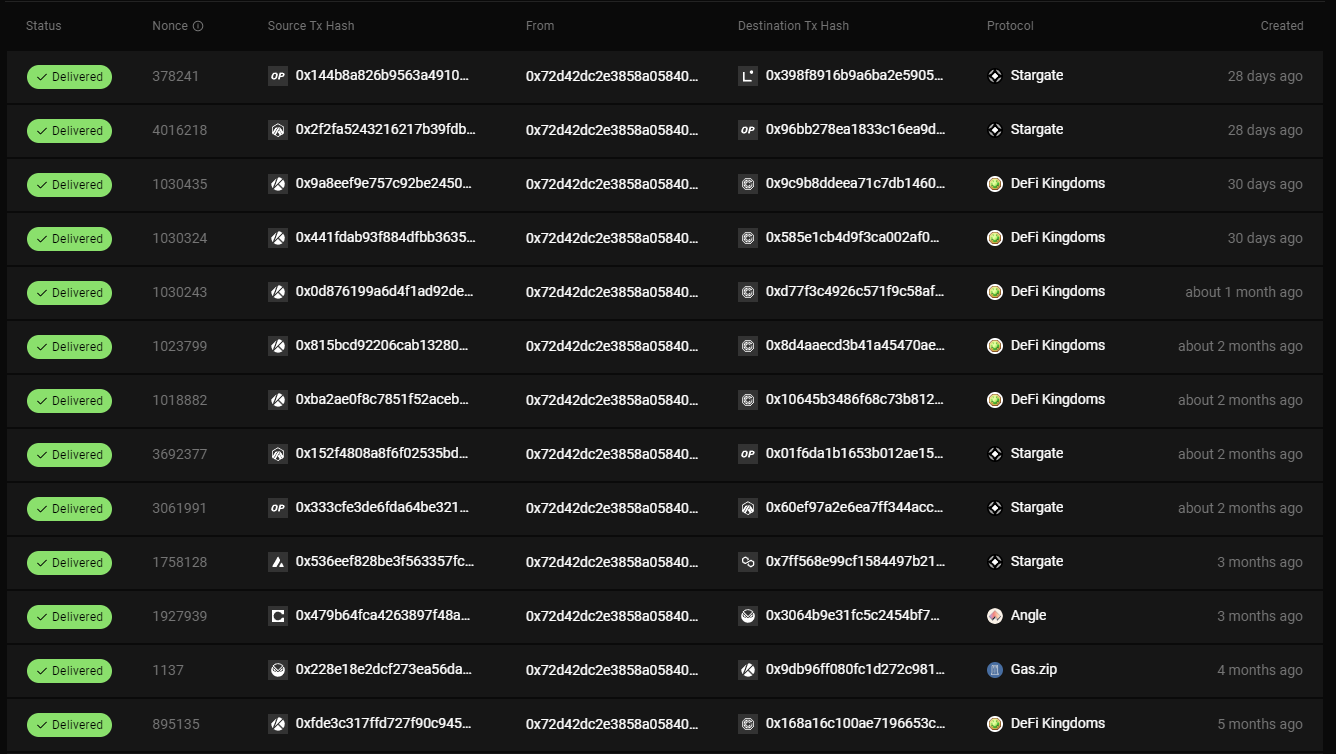 Status Nonce Source Tx Hash From Destination Tx Hash Protocol Created
Delivered 378241 OP 0x144b8a826b9563a4910... 0x72d42dc2e3858a05840... 0x398f8916b9a6ba2e5905... Stargate 28 days ago
Delivered 4016218 0x2f2fa5243216217b39fdb... 0x72d42dc2e3858a05840... OP 0x96bb278ea1833c16ea9d... Stargate 28 days ago
Delivered 1030435 0x9a8eef9e757c92be2450... 0x72d42dc2e3858a05840... 0x9c9b8ddeea71c7db1460... DeFi Kingdoms 30 days ago
Delivered 1030324 0x441fdab93f884dfbb3635... 0x72d42dc2e3858a05840... 0x585e1cb4d9f3ca002af0... DeFi Kingdoms 30 days ago
Delivered 1030243 0x0d876199a6d4f1ad92de... 0x72d42dc2e3858a05840... 0xd77f3c4926c571f9c58af... DeFi Kingdoms about 1 month ago
Delivered 1023799 0x815bcd92206cab13280... 0x72d42dc2e3858a05840... 0x8d4aaecd3b41a45470ae... DeFi Kingdoms about 2 months ago
Delivered 1018882 0xba2ae0f8c7851f52aceb... 0x72d42dc2e3858a05840... 0x10645b3486f68c73b812... DeFi Kingdoms about 2 months ago
Delivered 3692377 0x152f4808a8f6f02535bd... 0x72d42dc2e3858a05840... OP 0x01f6da1b1653b012ae15... Stargate about 2 months ago
Delivered 3061991 OP 0x333cfe3de6fda64be321... 0x72d42dc2e3858a05840... 0x60ef97a2e6ea7ff344acc... Stargate about 2 months ago
Delivered 1758128 0x536eef828be3f563357fc... 0x72d42dc2e3858a05840... 0x7ff568e99cf1584497b21... Stargate 3 months ago
Delivered 1927939 0x479b64fca4263897f48a... 0x72d42dc2e3858a05840... 0x3064b9e31fc5c2454bf7... Angle 3 months ago
Delivered 1137 0x228e18e2dcf273ea56da... 0x72d42dc2e3858a05840... 0x9db96ff080fc1d272c981... Gas.zip 4 months ago
Delivered 895135 0xfde3c317ffd727f90c945... 0x72d42dc2e3858a05840... 0x168a16c100ae7196653c... DeFi Kingdoms 5 months ago